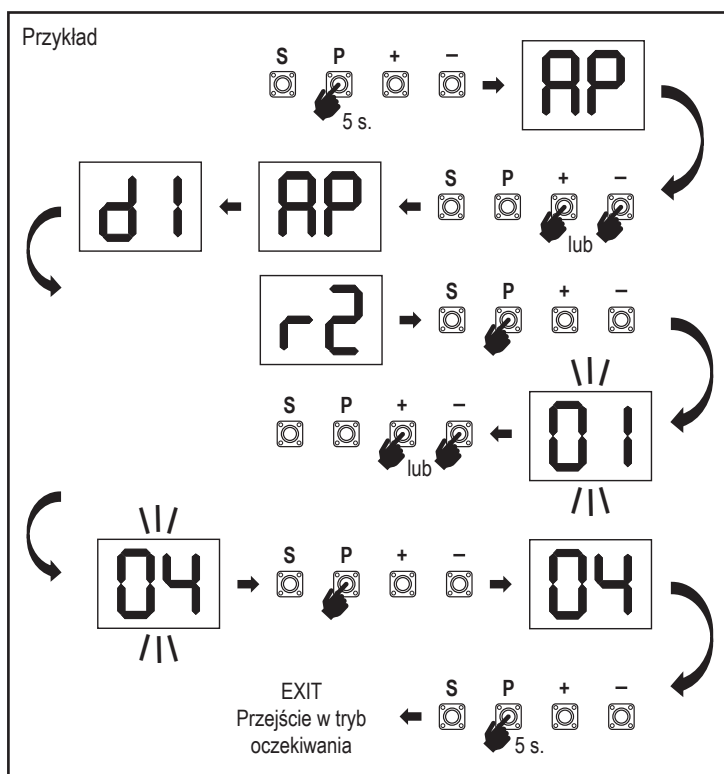 Przykład
S P + –
5 s.
AP
S P + –
lub
AP
d1
r2
S P + –
01
S P + –
lub
04
S P + –
04
S P + –
5 s.
EXIT
Przejście w tryb
oczekiwania